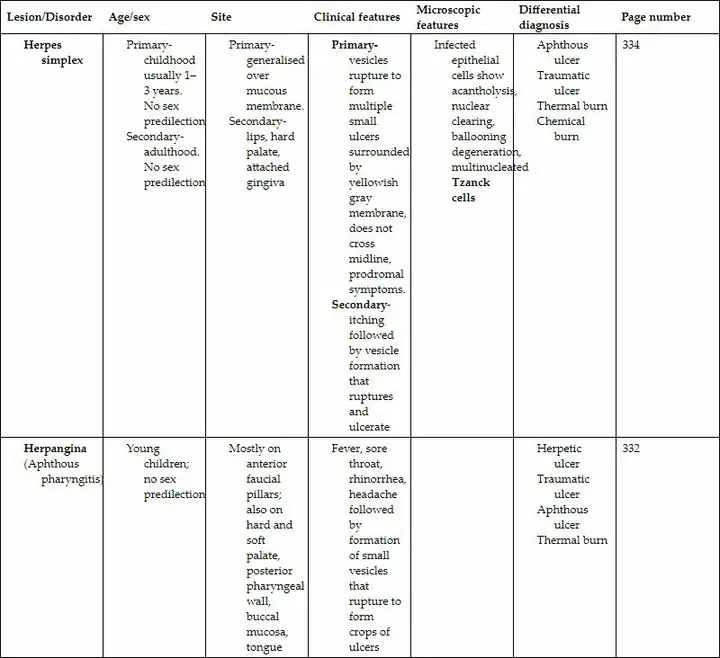 Lesion/Disorder
Age/sex
Site
Clinical features
Microscopic
features
Differential
diagnosis
Page number
Herpes
simplex
Primary-
childhood
usually 1–
3 years.
No sex
predilection
Secondary-
adulthood.
No sex
predilection
Primary-
generalised
over
mucous
membrane.
Secondary-
lips, hard
palate,
attached
gingiva
Primary-
vesicles
rupture to
form
multiple
small
ulcers
surrounded
by
yellowish
gray
membrane,
does not
cross
midline,
prodromal
symptoms.
Secondary-
itching
followed
by vesicle
formation
that
ruptures
and
ulcerate
Infected
epithelial
cells show
acantholysis,
nuclear
clearing,
ballooning
degeneration,
multinucleated
Tzanck
cells
Aphthous
ulcer
Traumatic
ulcer
Thermal burn
Chemical
burn
334
Herpangina
(Aphthous
pharyngitis)
Young
children;
no sex
predilection
Mostly on
anterior
faucial
pillars;
also on
hard and
soft
palate,
posterior
pharyngeal
wall,
buccal
mucosa,
tongue
Fever, sore
throat,
rhinorrhea,
headache
followed
by
formation
of small
vesicles
that
rupture to
form
crops of
ulcers
Herpetic
ulcer
Traumatic
ulcer
Aphthous
ulcer
Thermal burn
332